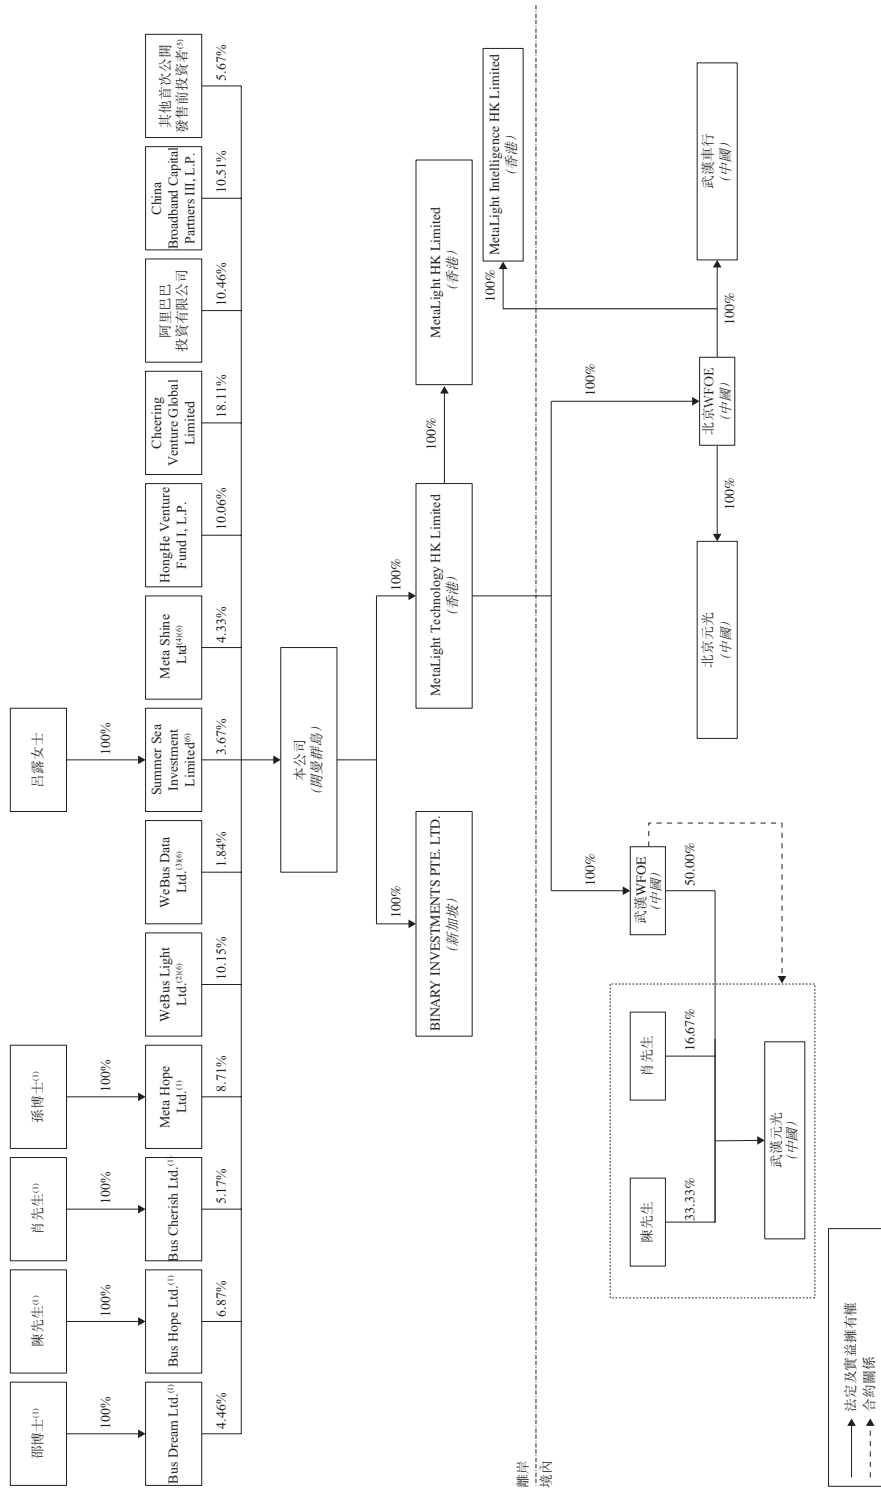 邵博士(1)
陳先生(1)
肖先生(1)
孫博士(1)
呂露女士
100%
100%
100%
100%
100%
Bus Dream Ltd.(1)
Bus Hope Ltd.(1)
Bus Cherish Ltd.(1)
Meta Hope
Ltd.(1)
WeBus Light
Ltd.(2)(6)
WeBus Data
Ltd.(3)(6)
Summer Sea
Investment
Limited(6)
Meta Shine
Ltd(4)(6)
HongHe Venture
Fund I, L.P.
Cheering
Venture Global
Limited
阿里巴巴
投資有限公司
China
Broadband Capital
Partners III, L.P.
其他首次公開
發售前投資者(5)
4.46%
6.87%
5.17%
8.71%
10.15%
1.84%
3.67%
4.33%
10.06%
18.11%
10.46%
10.51%
5.67%
本公司
(開曼群島)
100%
100%
BINARY INVESTMENTS PTE. LTD.
(新加坡)
MetaLight Technology HK Limited
(香港)
100%
MetaLight HK Limited
(香港)
MetaLight Intelligence HK Limited
(香港)
100%
離岸
境內
100%
100%
武漢WFOE
(中國)
50.00%
北京WFOE
(中國)
陳先生
33.33%
肖先生
16.67%
100%
100%
武漢元光
(中國)
北京元光
(中國)
武漢車行
(中國)
法定及實益擁有權
合約關係